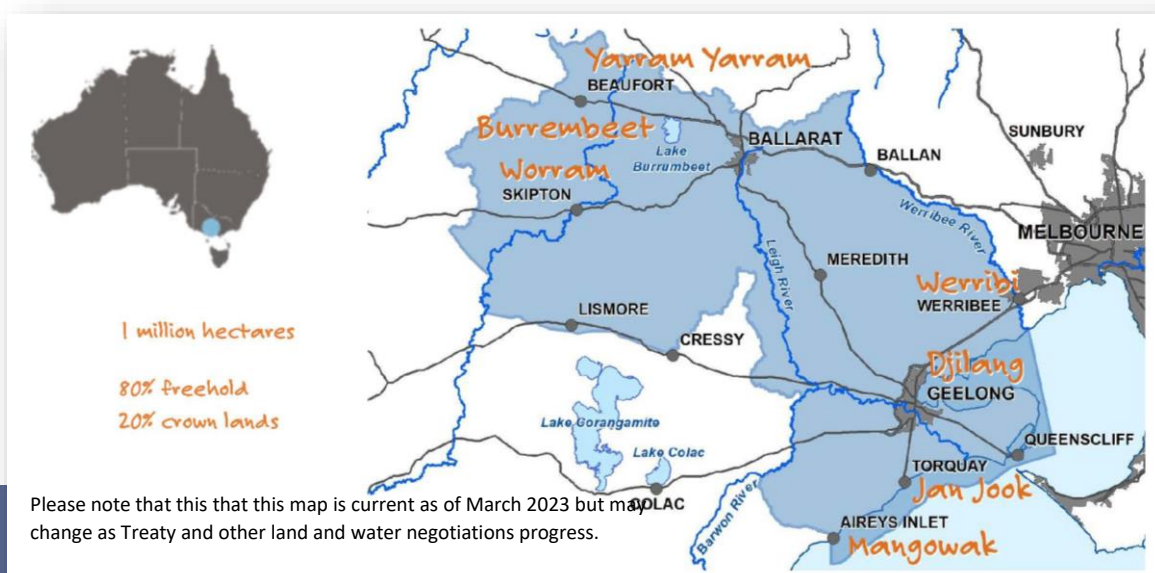 Yarram Yarram
BEAUFORT
Burrembeet
Lake
Burrumbeet
BALLARAT
BALLAN
SUNBURY
Worram
SKIPTON
Werribee River
MELBOURNE
Leigh River
MEREDITH
Werribi
WERRIBEE
LISMORE
CRESSY
1 million hectares
80% freehold
20% crown lands
Djilang
GEELONG
Lake Corangamite
Lake Colac
QUEENSCLIFF
TORQUAY
Jan Jook
COLAC
Barwon River
AIREYS INLET
Mangowak
Please note that this that this map is current as of March 2023 but may
change as Treaty and other land and water negotiations progress.